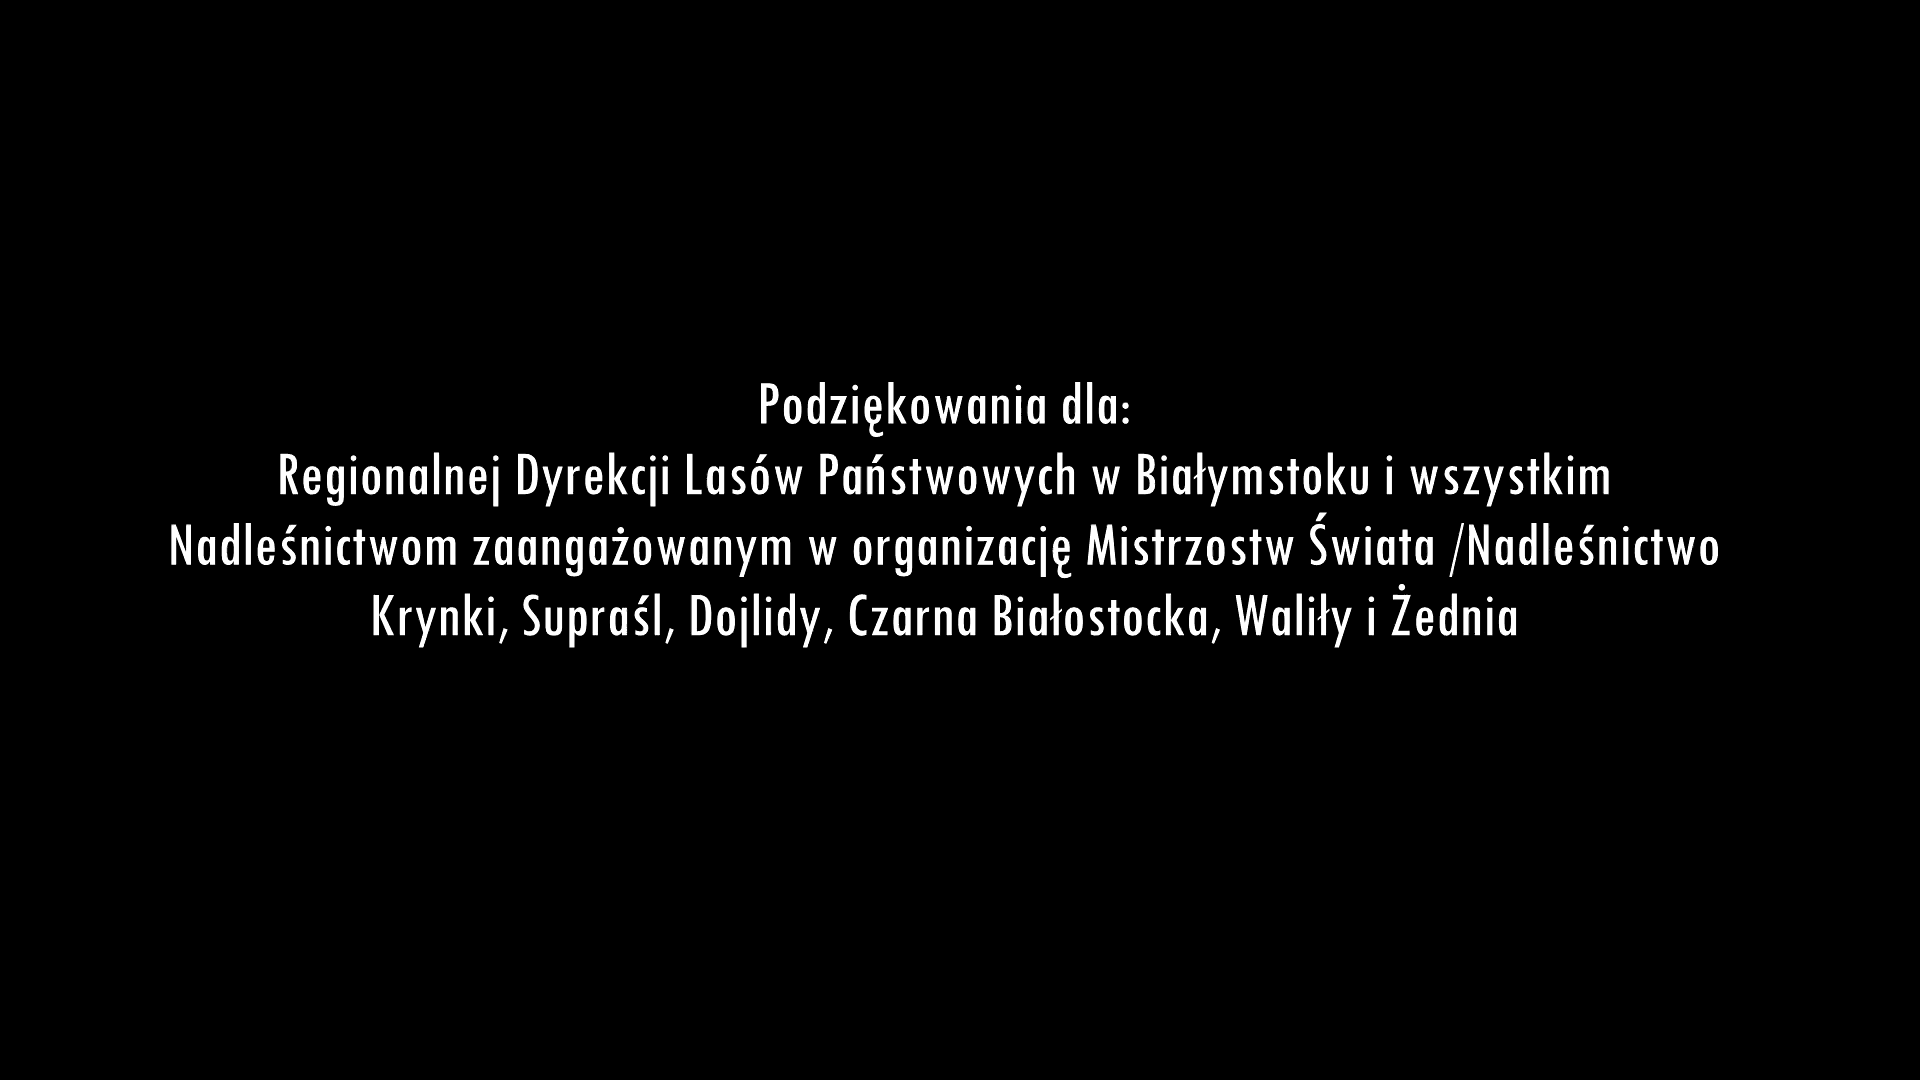 Podziękowania dla:
Regionalnej Dyrekcji Lasów Państwowych w Białymstoku i wszystkim
Nadleśnictwom zaangażowanym w organizację Mistrzostw Świata /Nadleśnictwo
Krynki, Supraśl, Dojlidy, Czarna Białostocka, Waliły i Żednia